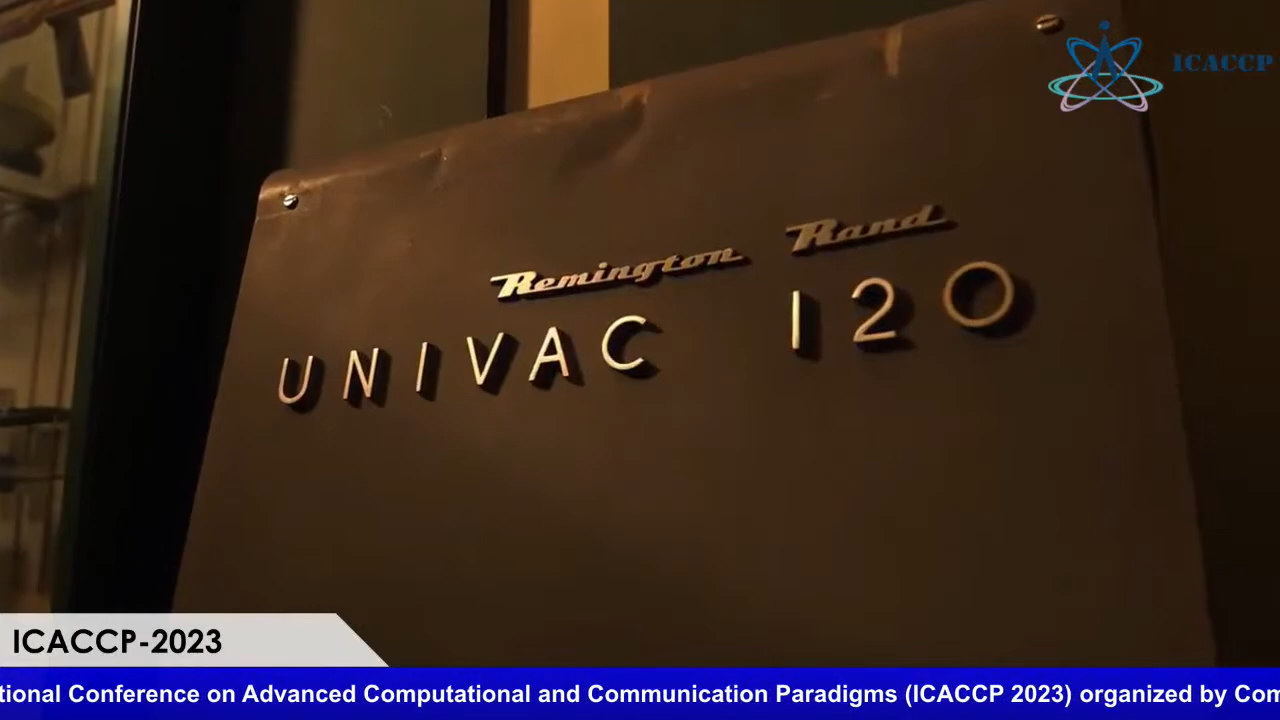 ICACCP
Remington Rand
UNIVAC 120
ICACCP-2023
tional Conference on Advanced Computational and Communication Paradigms (ICACCP 2023) organized by Com